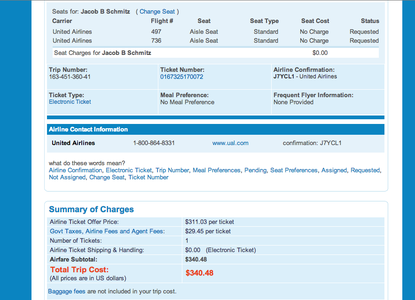 Seats for: Jacob B Schmitz ( Change Seat )
Carrier Flight # Seat Seat Type Seat Cost Status
United Airlines 497 Aisle Seat Standard No Charge Requested
United Airlines 736 Aisle Seat Standard No Charge Requested
Seat Charges for Jacob B Schmitz $0.00
Trip Number: Ticket Number: Airline Confirmation:
163-451-360-41 0167325170072 J7YCL1 - United Airlines
Ticket Type: Meal Preference: Frequent Flyer Information:
Electronic Ticket No Meal Preference None Provided
Airline Contact Information
United Airlines 1-800-864-8331 www.ual.com confirmation: J7YCL1
what do these words mean?
Airline Confirmation, Electronic Ticket, Trip Number, Meal Preferences, Pending, Seat Preferences, Assigned, Requested,
Not Assigned, Change Seat, Ticket Number
Summary of Charges
Airline Ticket Offer Price: $311.03 per ticket
Govt Taxes, Airline Fees and Agent Fees: $29.45 per ticket
Number of Tickets: 1
Airline Ticket Shipping & Handling: $0.00 (Electronic Ticket)
Airfare Subtotal: $340.48
Total Trip Cost: $340.48
(All prices are in US dollars)
Baggage fees are not included in your trip cost.